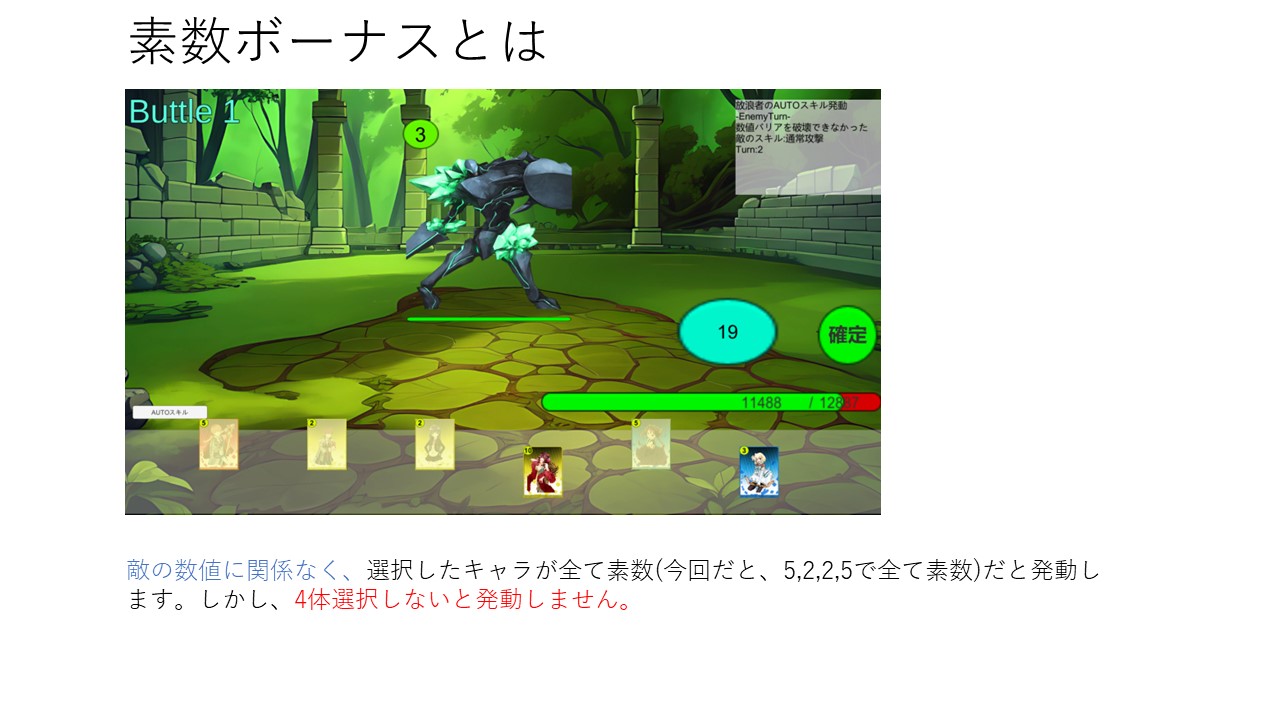 素数ボーナスとは
Buttle 1
3
放浪者のAUTOスキル発動
-EnemyTurn-
数値バリアを破壊できなかった
敵のスキル:通常攻撃
Turn:2
19
確定
11488 / 12887
AUTOスキル
5
2
2
10
5
3
敵の数値に関係なく、選択したキャラが全て素数(今回だと、5,2,2,5で全て素数)だと発動し
ます。しかし、4体選択しないと発動しません。